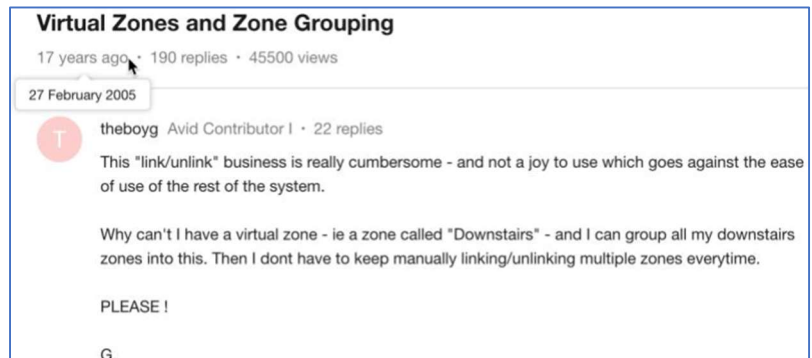 Virtual Zones and Zone Grouping
17 years ago · 190 replies · 45500 views
27 February 2005
T
theboyg Avid Contributor I · 22 replies
This "link/unlink" business is really cumbersome - and not a joy to use which goes against the ease
of use of the rest of the system.
Why can't I have a virtual zone - ie a zone called "Downstairs" - and I can group all my downstairs
zones into this. Then I dont have to keep manually linking/unlinking multiple zones everytime.
PLEASE !
G